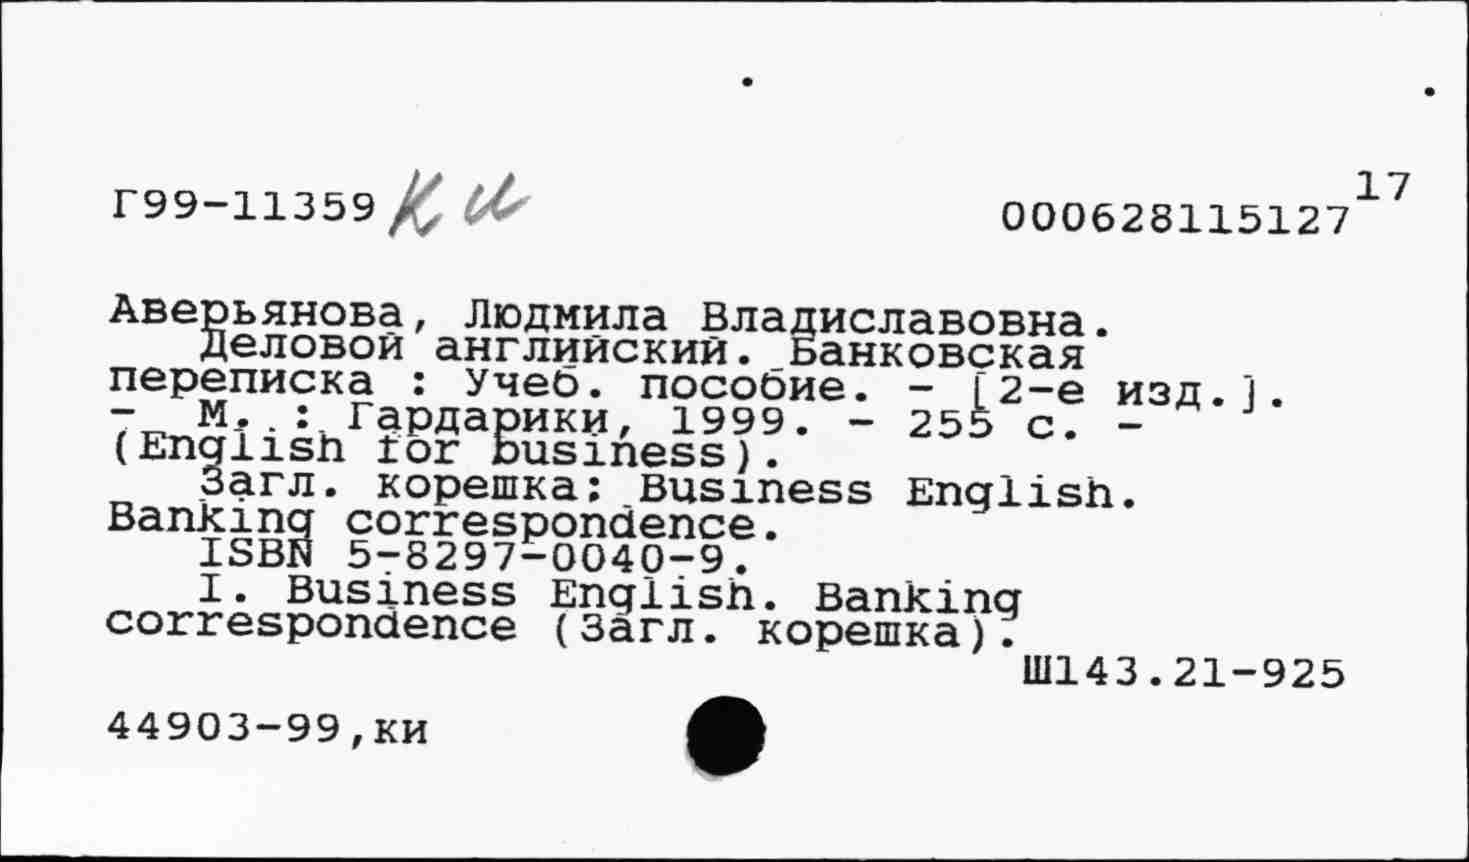 Г99-11359 ки
000628115127 17
Аверьянова, Людмила Владиславовна.
Деловой английский. Банковская
переписка : Учеб. пособие. - [2-е изд.].
- М. : Гардарики, 1999. - 255 с. -
(English for business).
Загл. корешка: Business English.
Banking correspondence.
ISBN 5-8297-0040-9.
I. Business English. Banking
correspondence (Загл. корешка).
Ш143.21-925
44903-99,ки